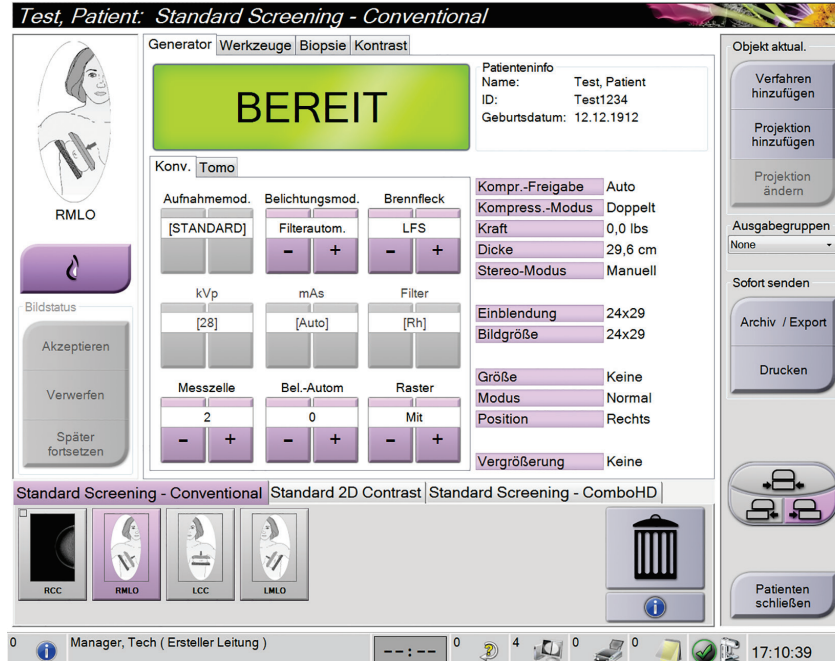 Test, Patient: Standard Screening - Conventional
Generator Werkzeuge Biopsie Kontrast
BEREIT
Patienteninfo
Name: Test, Patient
ID: Test1234
Geburtsdatum: 12.12.1912
RMLO
Bildstatus
Akzeptieren
Verwerfen
Später
fortsetzen
Konv. Tomo
Aufnahmemod. Belichtungsmod. Brennfleck
[STANDARD] Filterautom. LFS
- + - +
kVp mAs Filter
[28] [Auto] [Rh]
Messzelle Bel.-Autom Raster
2 0 Mit
- + - + - +
Kompr.-Freigabe Auto
Kompress.-Modus Doppelt
Kraft 0,0 lbs
Dicke 29,6 cm
Stereo-Modus Manuell
Einblendung 24x29
Bildgröße 24x29
Größe Keine
Modus Normal
Position Rechts
Vergrößerung Keine
Objekt aktual.
Verfahren
hinzufügen
Projektion
hinzufügen
Projektion
ändern
Ausgabegruppen
None
Sofort senden
Archiv / Export
Drucken
Standard Screening - Conventional Standard 2D Contrast Standard Screening - ComboHD
RCC RMLO LCC LMLO
Patienten
schließen
0 Manager, Tech ( Ersteller Leitung ) --:-- 0 4 0 0 17:10:39